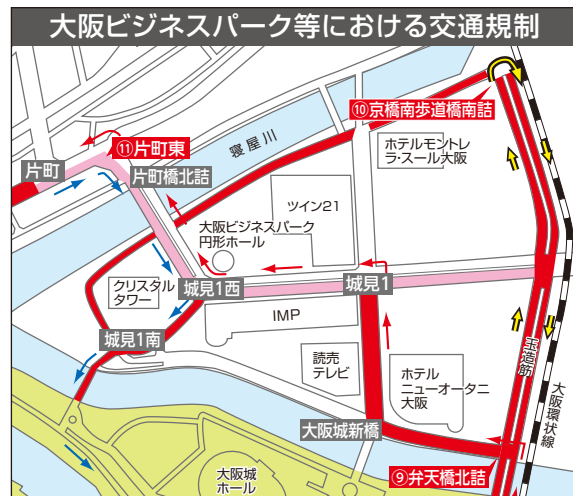 大阪ビジネスパーク等における交通規制
⑩京橋南歩道橋南詰
⑪片町東
寝屋川
ホテルモントレ
ラ・スール大阪
片町
片町橋北詰
ツイン21
大阪ビジネスパーク
円形ホール
クリスタル
タワー
城見1西
城見1
IMP
城見1南
玉造筋
読売
テレビ
ホテル
ニューオータニ
大阪
大阪環状線
大阪城新橋
大阪城
ホール
⑨弁天橋北詰